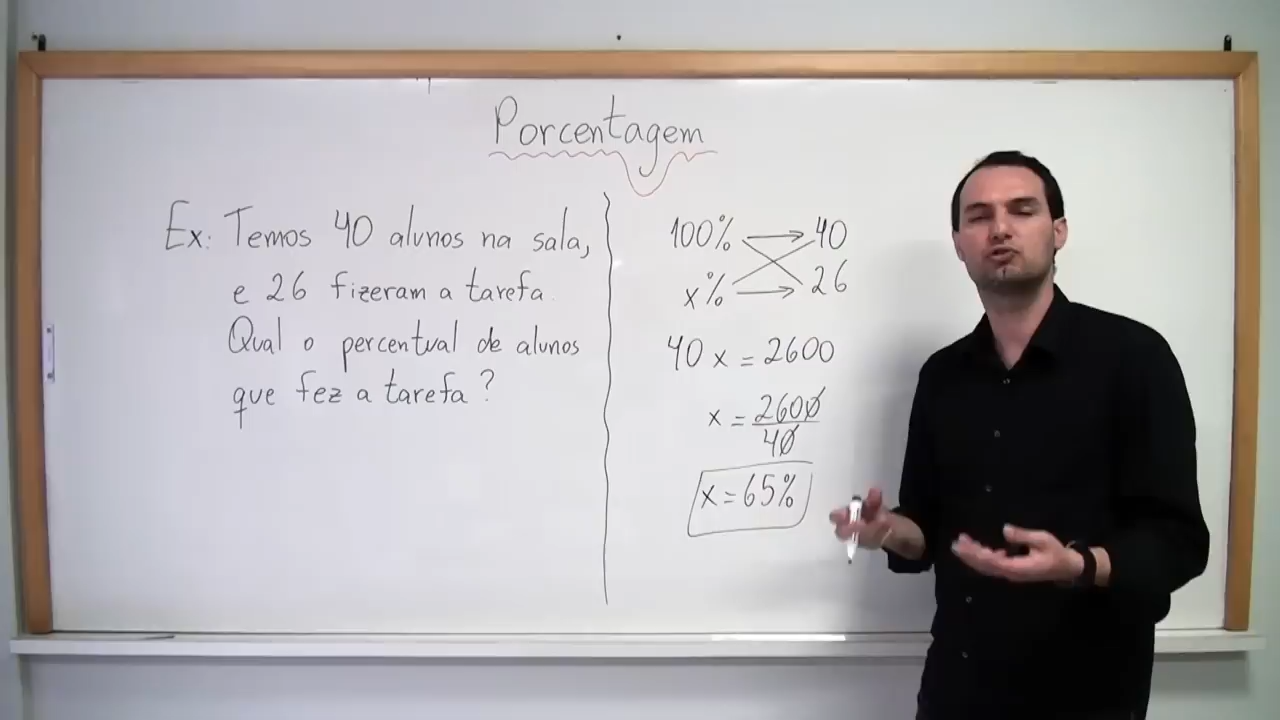 Porcentagem
Ex: Temos 40 alunos na sala,
e 26 fizeram a tarefa.
Qual o percentual de alunos
que fez a tarefa?
100% → 40
x% → 26
40 x = 2600
x = 2600/40
x = 65%